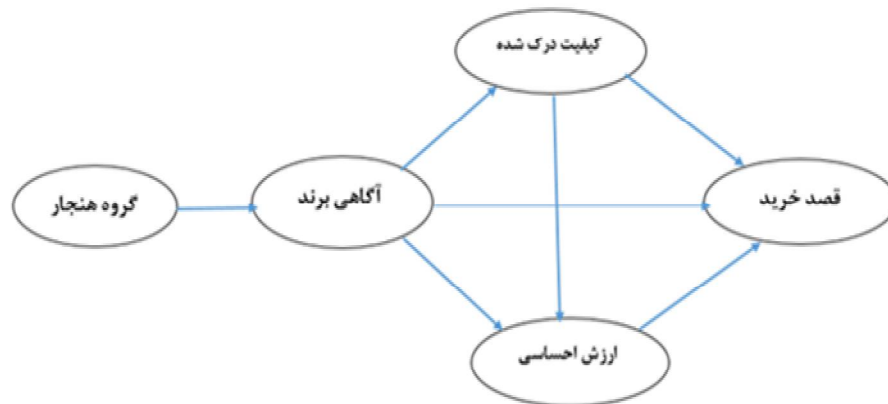 کیفیت درک شده
قصد خرید
آگاهی برند
گروه هنجار
ارزش احساسی